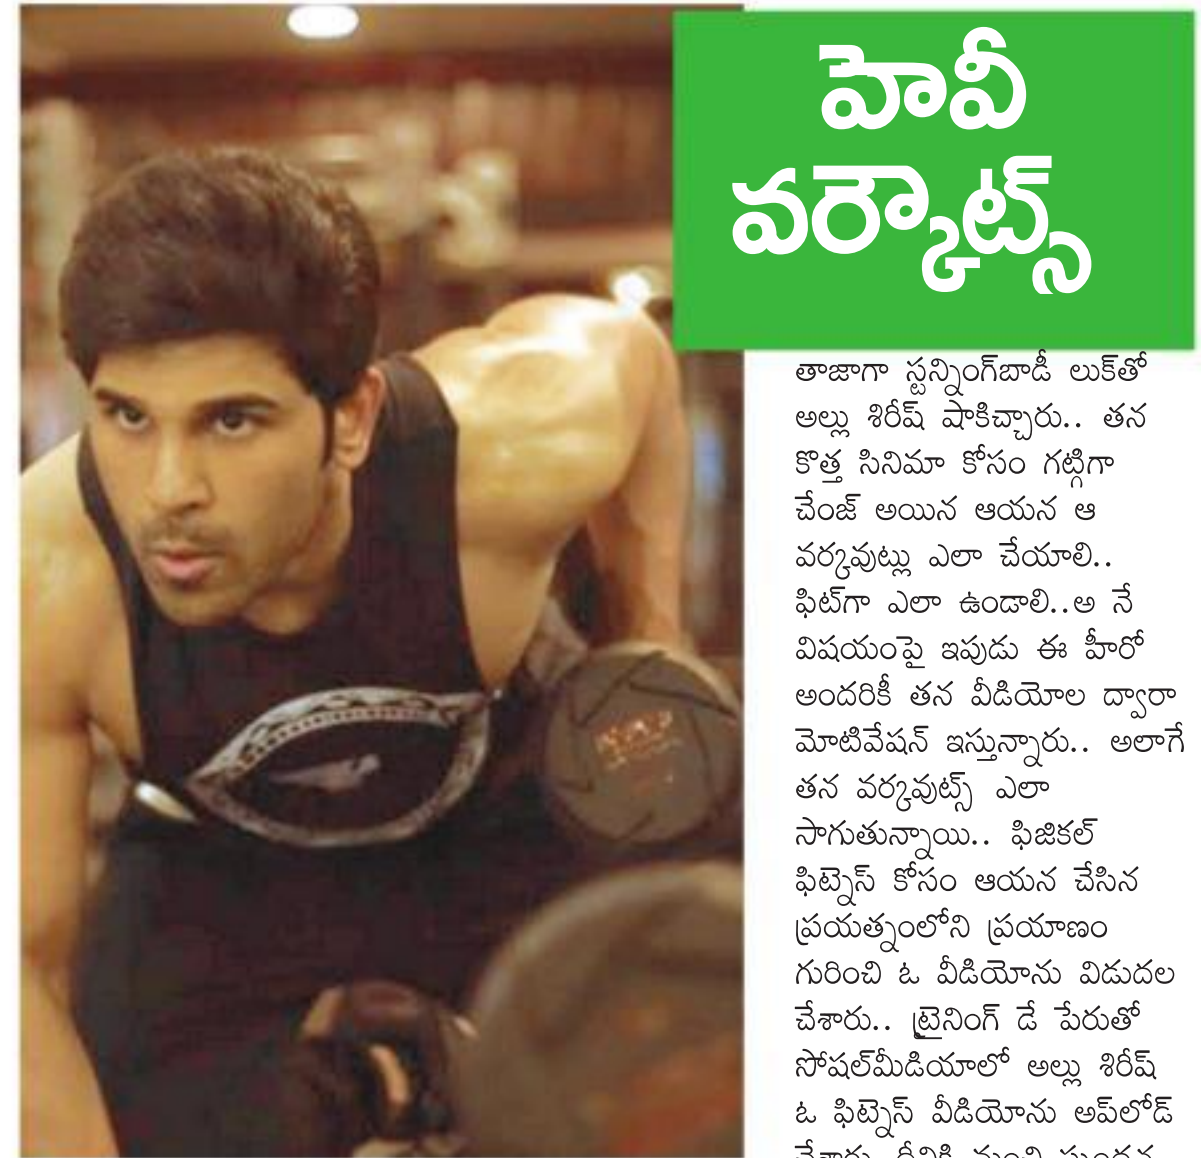 హెవీ
వర్కౌట్స్
తాజాగా స్టన్నింగ్‌బాడీ లుక్‌తో
అల్లు శిరీష్ షాకిచ్చారు.. తన
కొత్త సినిమా కోసం గట్గిగా
చేంజ్ అయిన ఆయన ఆ
వర్కవుట్లు ఎలా చేయాలి..
ఫిట్‌గా ఎలా ఉండాలి..అ నే
విషయంపై ఇపుడు ఈ హీరో
అందరికీ తన వీడియోల ద్వారా
మోటివేషన్ ఇస్తున్నారు.. అలాగే
తన వర్కవుట్స్ ఎలా
సాగుతున్నాయి.. ఫిజికల్
ఫిట్నెస్ కోసం ఆయన చేసిన
ప్రయత్నంలోని ప్రయాణం
గురించి ఓ వీడియోను విడుదల
చేశారు.. ట్రైనింగ్ డే పేరుతో
సోషల్‌మీడియాలో అల్లు శిరీష్
ఓ ఫిట్నెస్ వీడియోను అప్‌లోడ్